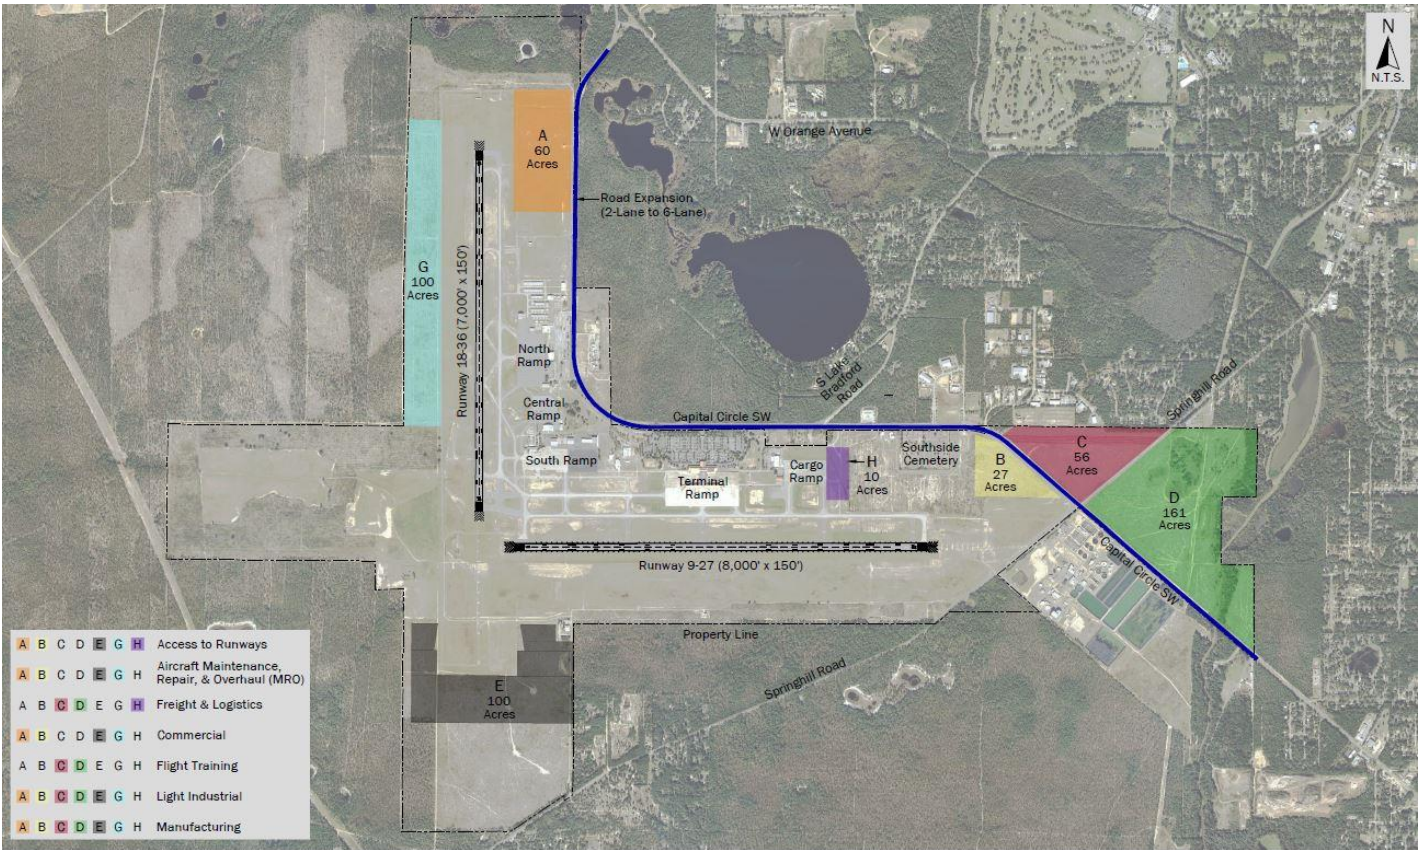 N
N.T.S.
W Orange Avenue
A
60
Acres
Road Expansion
(2-Lane to 6-Lane)
G
100
Acres
Runway 18-36 (7,000' x 150')
North
Ramp
S Lake
Bradford
Road
Springhill Road
Central
Ramp
Capital Circle SW
South Ramp
Terminal
Ramp
Cargo
Ramp
H
10
Acres
Southside
Cemetery
B
27
Acres
C
56
Acres
D
161
Acres
Capital Circle SW
Runway 9-27 (8,000' x 150')
Property Line
Springhill Road
E
100
Acres
A B C D E G H Access to Runways
A B C D E G H Aircraft Maintenance,
Repair, & Overhaul (MRO)
A B C D E G H Freight & Logistics
A B C D E G H Commercial
A B C D E G H Flight Training
A B C D E G H Light Industrial
A B C D E G H Manufacturing